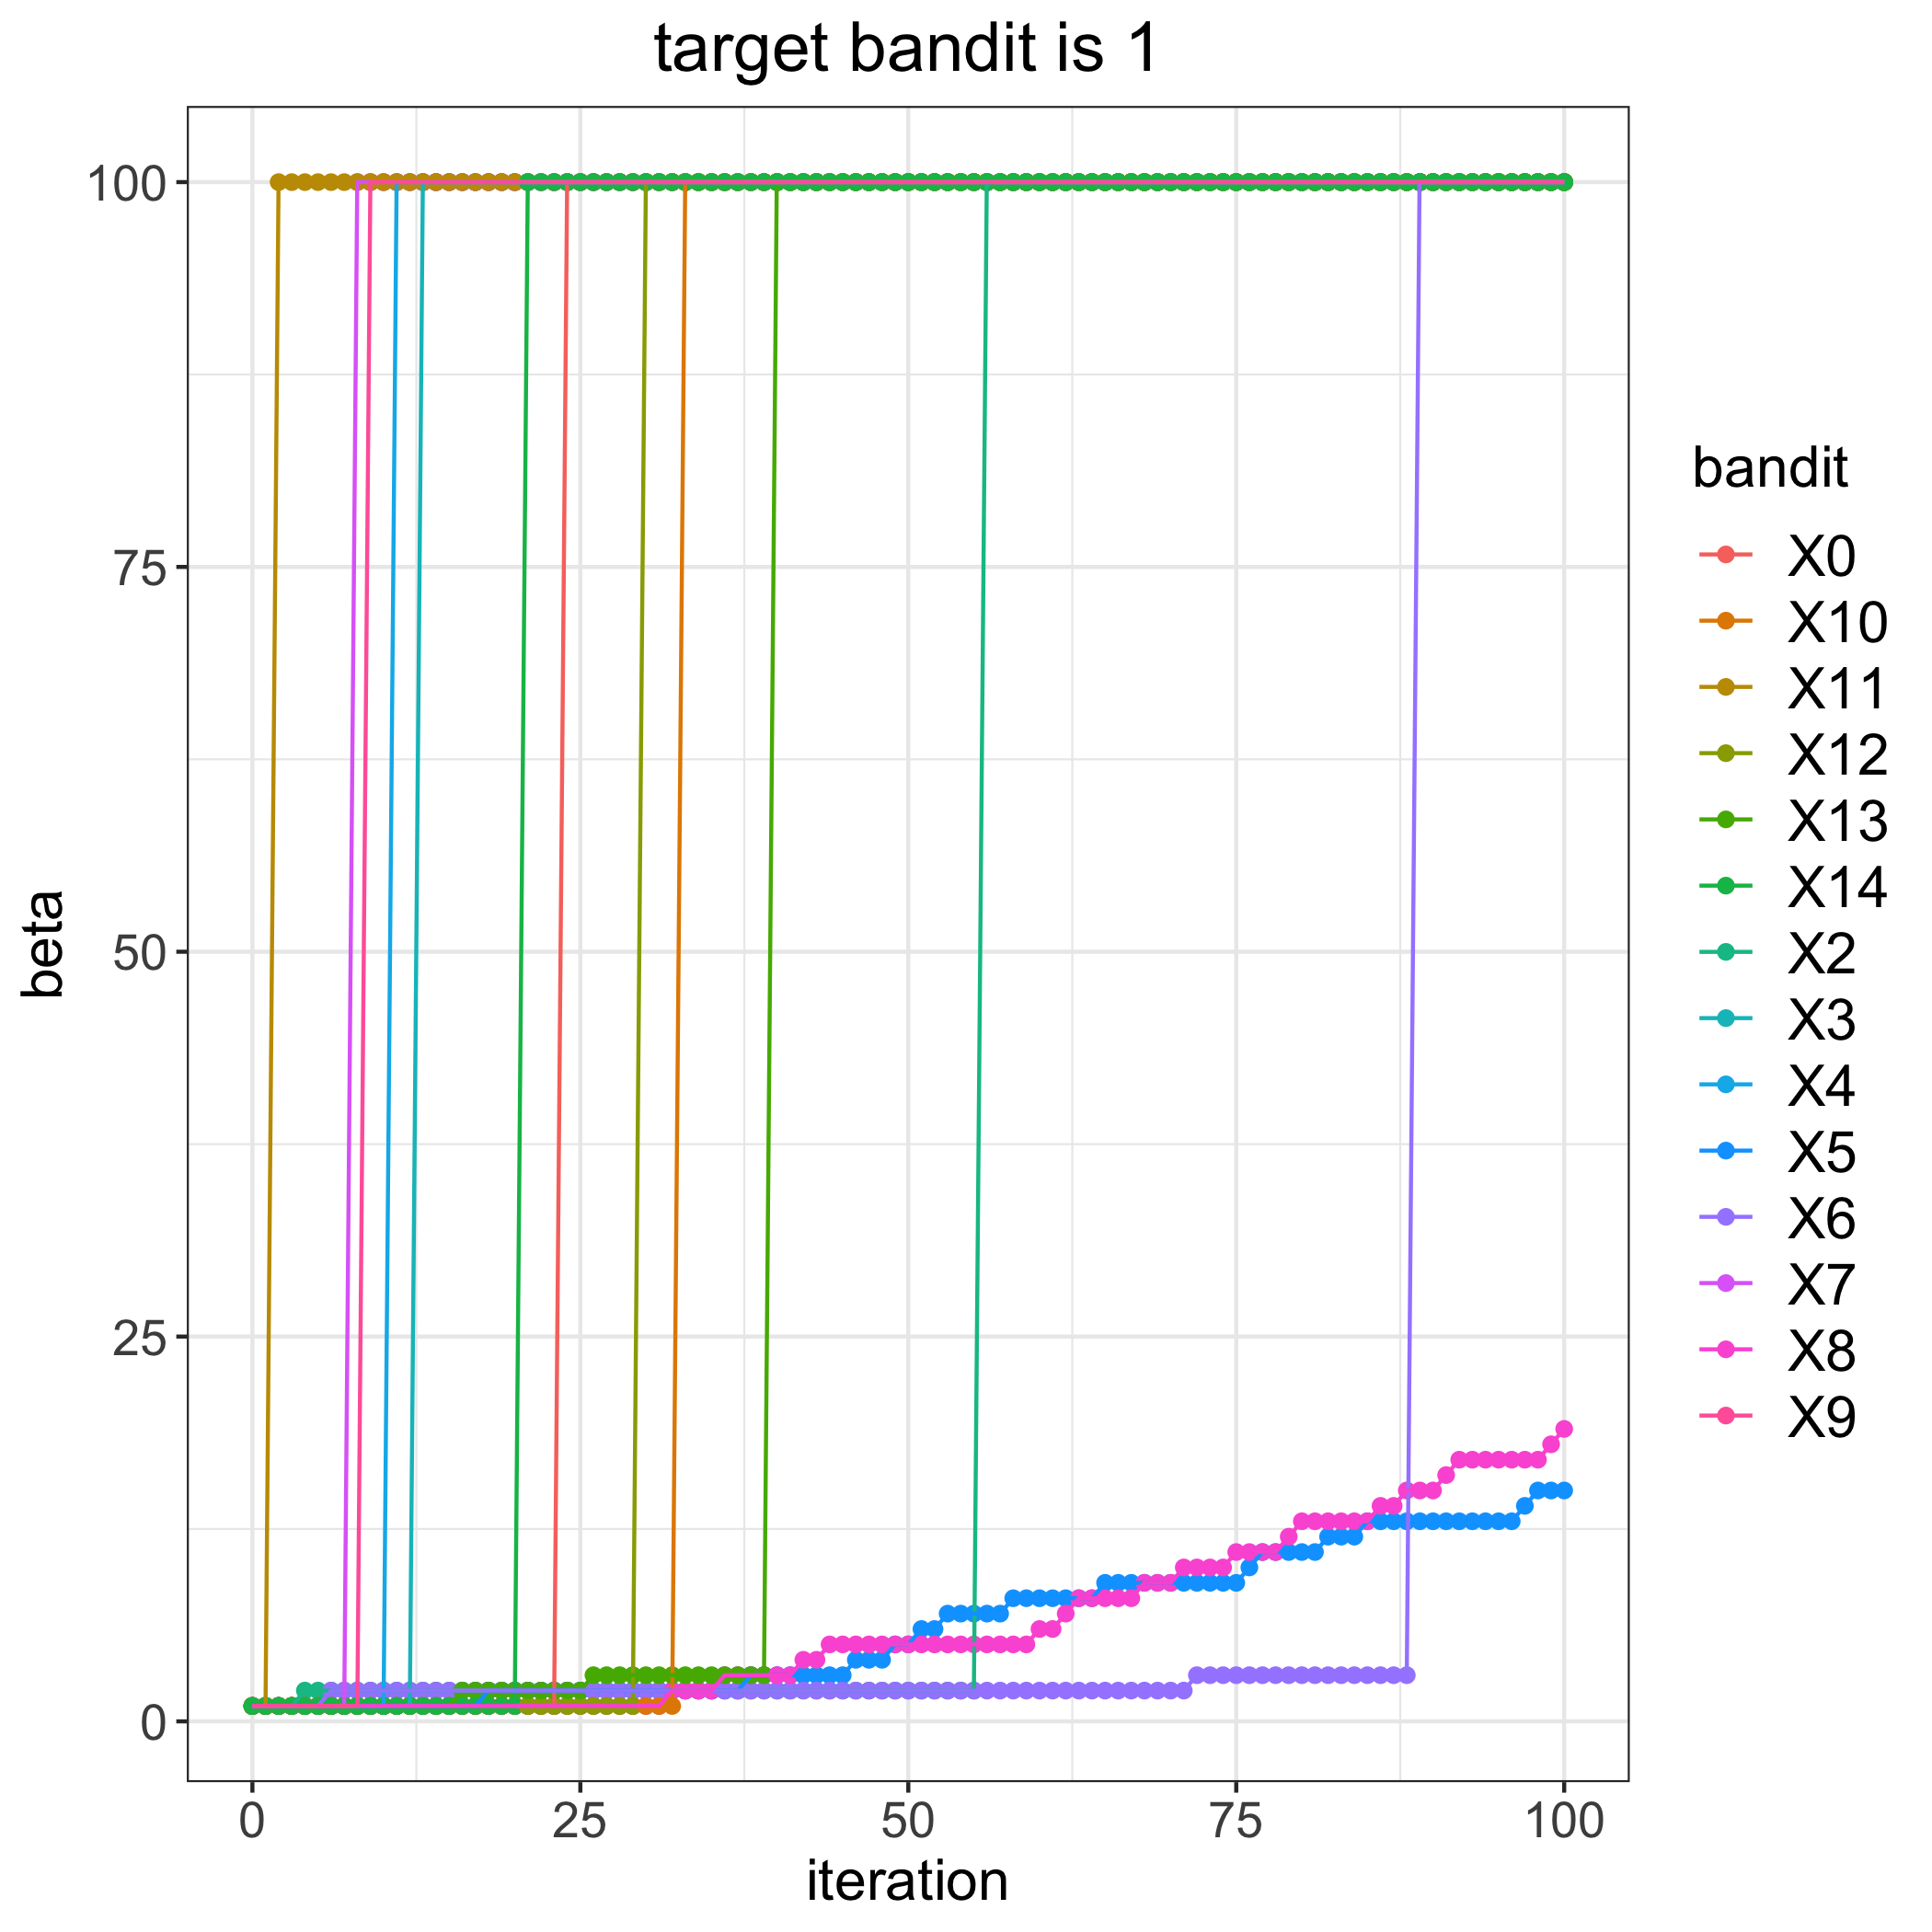 target bandit is 1
100
75
50
25
0
beta
0 25 50 75 100
iteration
bandit
X0
X10
X11
X12
X13
X14
X2
X3
X4
X5
X6
X7
X8
X9